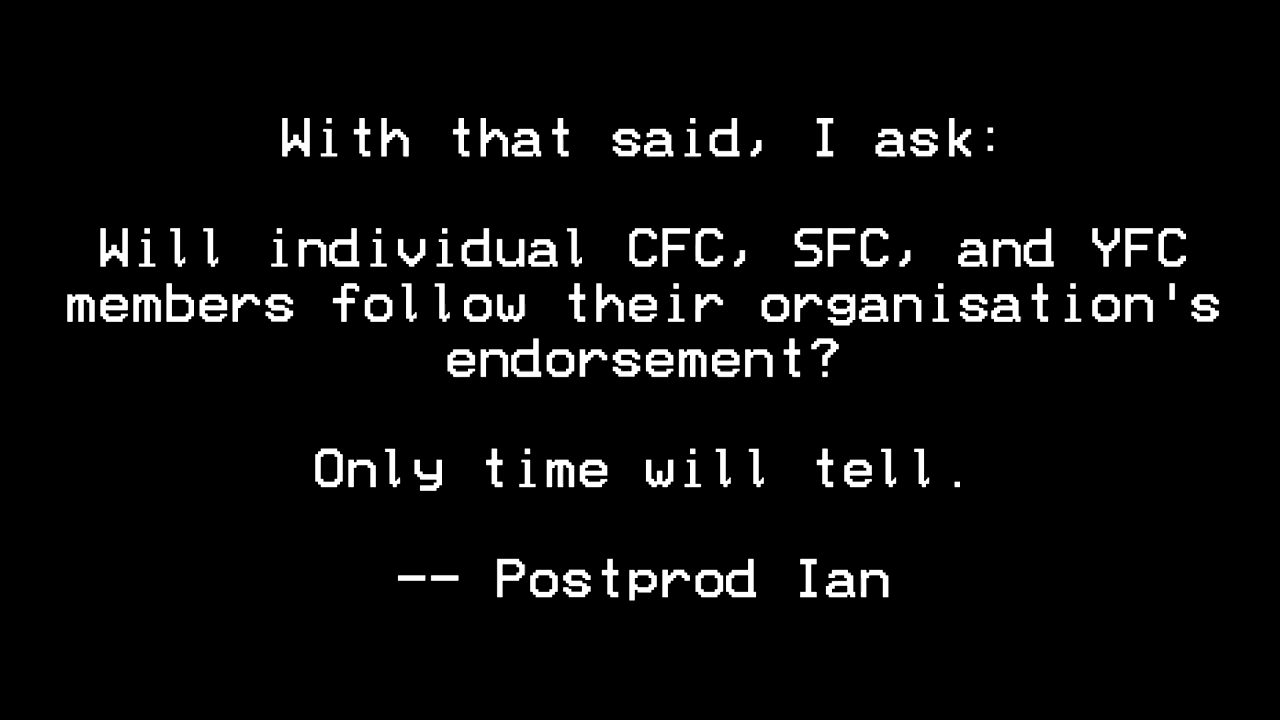 With that said, I ask:
Will individual CFC, SFC, and YFC
members follow their organisation's
endorsement?
Only time will tell.
-- Postprod Ian